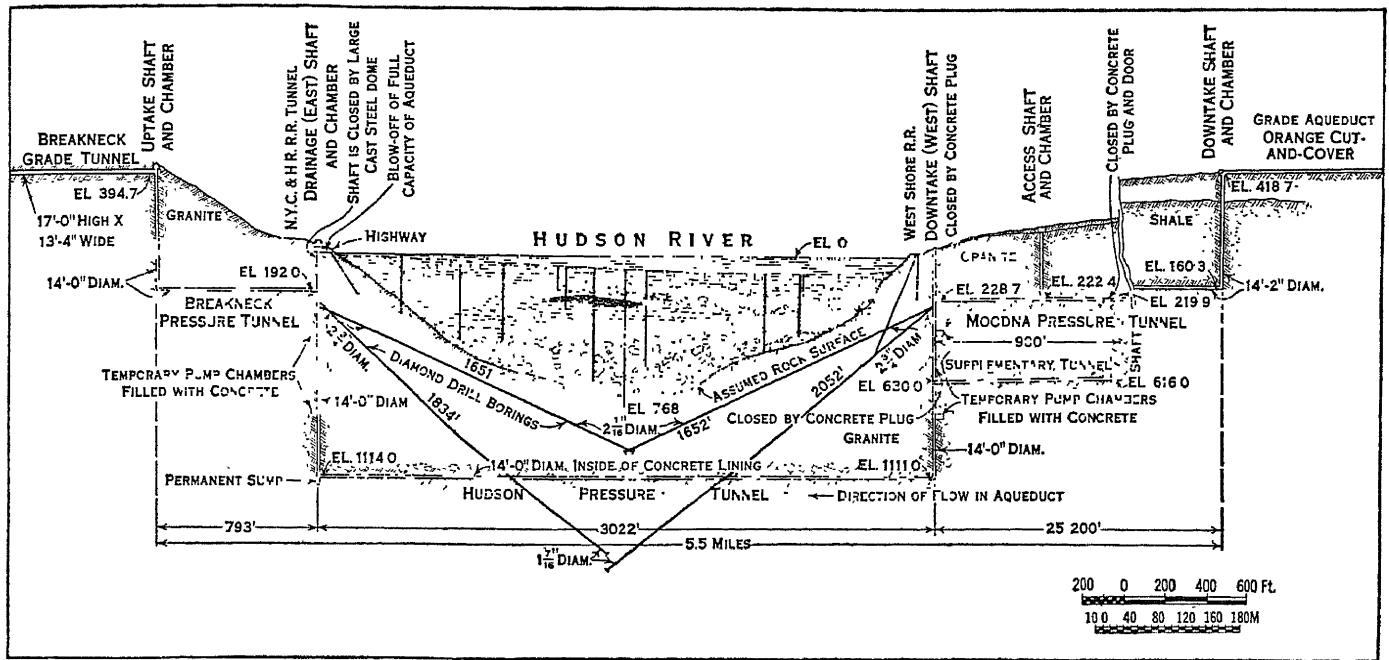 UPTAKE SHAFT
AND CHAMBER
N.Y.C. & H R. R.R. TUNNEL
DRAINAGE (EAST) SHAFT
AND CHAMBER
SHAFT IS CLOSED BY LARGE
CAST STEEL DOME
BLOW-OFF OF FULL
CAPACITY OF AQUEDUCT
WEST SHORE R.R.
DOWNTAKE (WEST) SHAFT
CLOSED BY CONCRETE PLUG
ACCESS SHAFT
AND CHAMBER
CLOSED BY CONCRETE
PLUG AND DOOR
DOWNTAKE SHAFT
AND CHAMBER
BREAKNECK
GRADE TUNNEL
GRADE AQUEDUCT
ORANGE CUT-
AND-COVER
EL 394.7
EL. 418 7
17'-0" HIGH X
13'-4" WIDE
GRANITE
HIGHWAY
HUDSON RIVER
EL 0
SHALE
GRANITE
14'-0" DIAM.
EL 192 0
EL 228 7
EL. 222 4
EL. 160 3
EL 219 9
14'-2" DIAM.
BREAKNECK
PRESSURE TUNNEL
MOODNA PRESSURE TUNNEL
900'
SHAFT
2 3/4" DIAM.
1651'
DIAMOND DRILL BORINGS
1834'
ASSUMED ROCK SURFACE
2052'
2 3/4" DIAM
SUPPLEMENTARY TUNNEL
EL 630 0
EL 616 0
TEMPORARY PUMP CHAMBERS
FILLED WITH CONCRETE
TEMPORARY PUMP CHAMBERS
FILLED WITH CONCRETE
14'-0" DIAM
EL 768
2 1/16" DIAM.
1652'
CLOSED BY CONCRETE PLUG
GRANITE
14'-0" DIAM.
EL. 1114 0
14'-0" DIAM. INSIDE OF CONCRETE LINING
EL. 1111 0
PERMANENT SUMP
HUDSON PRESSURE TUNNEL
DIRECTION OF FLOW IN AQUEDUCT
793'
3022'
25 200'
5.5 MILES
1 7/16" DIAM.
200 0 200 400 600 Ft.
10 0 40 80 120 160 180M